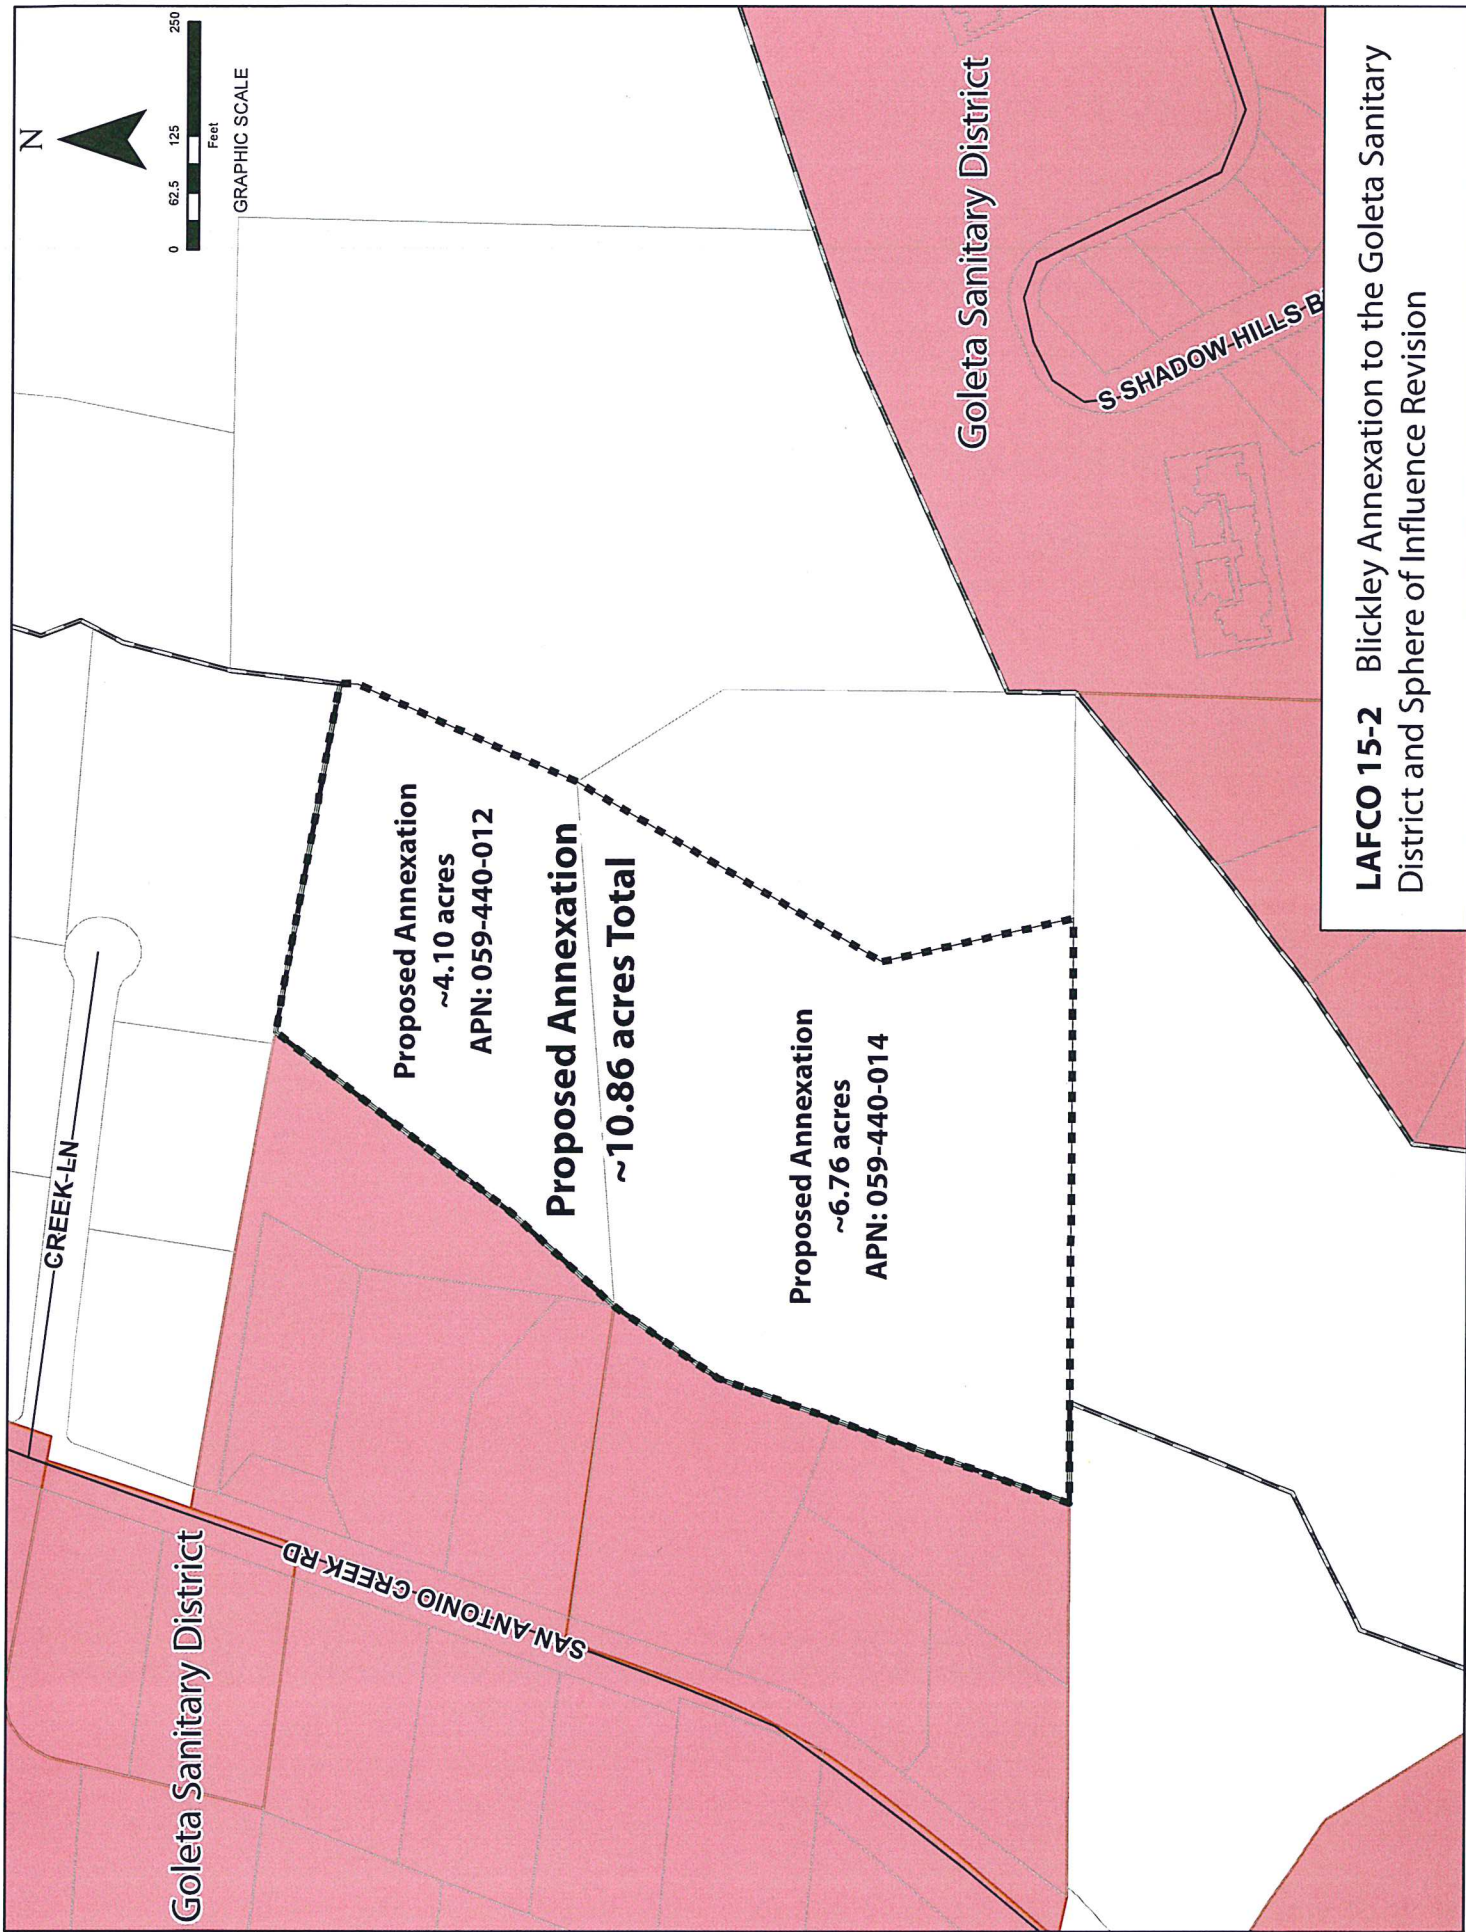 N
0 62.5 125 250
Feet
GRAPHIC SCALE
CREEK-LN
Goleta Sanitary District
SAN ANTONIO CREEK RD
Proposed Annexation
~4.10 acres
APN: 059-440-012
Proposed Annexation
~10.86 acres Total
Proposed Annexation
~6.76 acres
APN: 059-440-014
Goleta Sanitary District
S SHADOW HILLS B
LAFCO 15-2 Blickley Annexation to the Goleta Sanitary
District and Sphere of Influence Revision